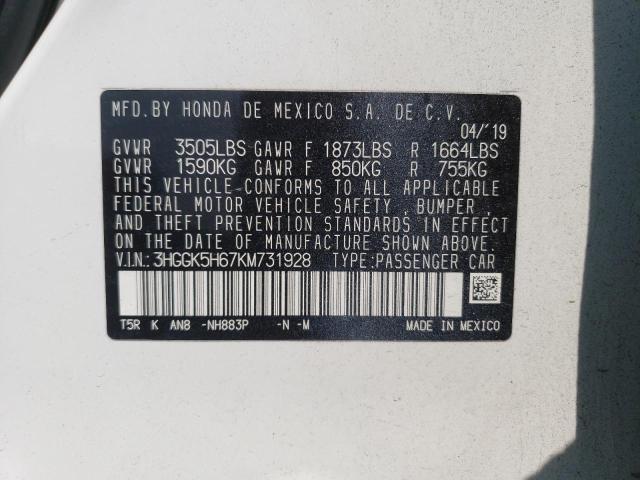 MFD.BY HONDA DE MEXICO S.A. DE C.V.
04/'19
GVWR 3505LBS GAWR F 1873LBS R 1664LBS
GVWR 1590KG GAWR F 850KG R 755KG
THIS VEHICLE CONFORMS TO ALL APPLICABLE
FEDERAL MOTOR VEHICLE SAFETY , BUMPER ,
AND THEFT PREVENTION STANDARDS IN EFFECT
ON THE DATE OF MANUFACTURE SHOWN ABOVE.
V.I.N.: 3HGGK5H67KM731928 TYPE:PASSENGER CAR
T5R K AN8 -NH883P -N -M MADE IN MEXICO